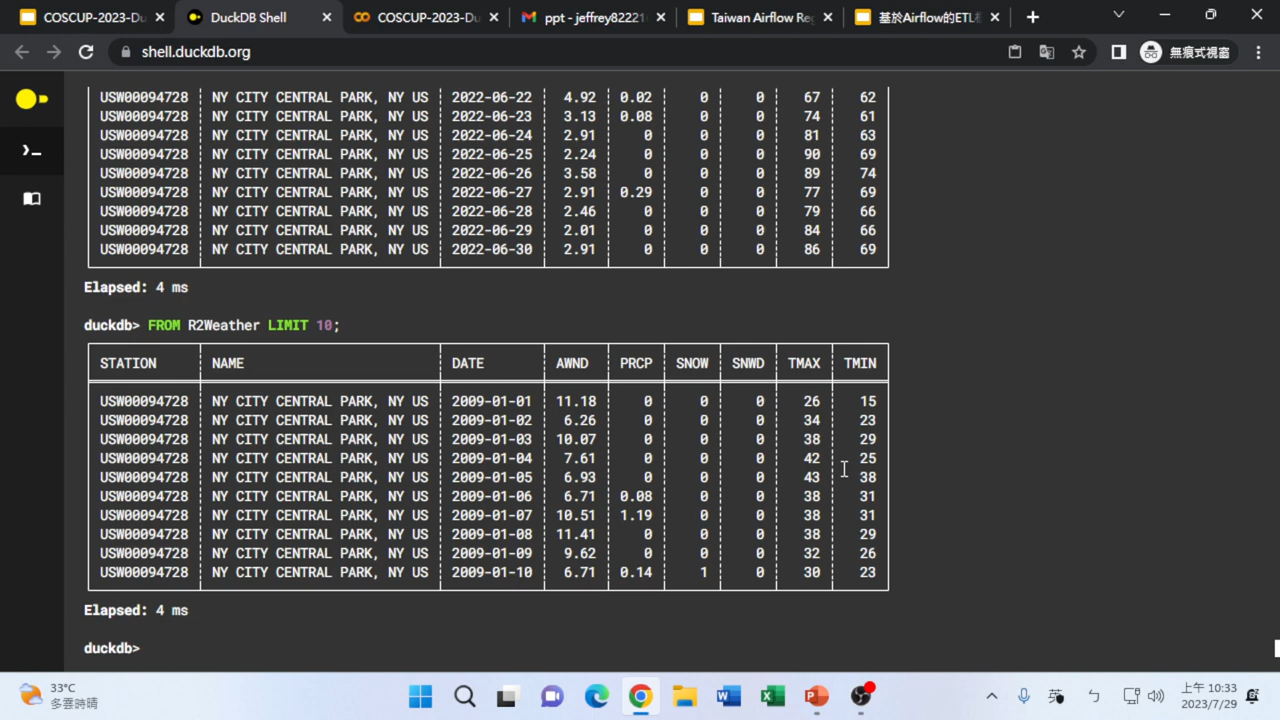 COSCUP-2023-Du
DuckDB Shell
COSCUP-2023-Du
ppt - jeffrey82221
Taiwan Airflow Reg
基於Airflow的ETL
shell.duckdb.org
無痕式視窗
USW00094728 NY CITY CENTRAL PARK, NY US 2022-06-22 4.92 0.02 0 0 67 62
USW00094728 NY CITY CENTRAL PARK, NY US 2022-06-23 3.13 0.08 0 0 74 61
USW00094728 NY CITY CENTRAL PARK, NY US 2022-06-24 2.91 0 0 0 81 63
USW00094728 NY CITY CENTRAL PARK, NY US 2022-06-25 2.24 0 0 0 90 69
USW00094728 NY CITY CENTRAL PARK, NY US 2022-06-26 3.58 0 0 0 89 74
USW00094728 NY CITY CENTRAL PARK, NY US 2022-06-27 2.91 0.29 0 0 77 69
USW00094728 NY CITY CENTRAL PARK, NY US 2022-06-28 2.46 0 0 0 79 66
USW00094728 NY CITY CENTRAL PARK, NY US 2022-06-29 2.01 0 0 0 84 66
USW00094728 NY CITY CENTRAL PARK, NY US 2022-06-30 2.91 0 0 0 86 69
Elapsed: 4 ms
duckdb> FROM R2Weather LIMIT 10;
STATION NAME DATE AWND PRCP SNOW SNWD TMAX TMIN
USW00094728 NY CITY CENTRAL PARK, NY US 2009-01-01 11.18 0 0 0 26 15
USW00094728 NY CITY CENTRAL PARK, NY US 2009-01-02 6.26 0 0 0 34 23
USW00094728 NY CITY CENTRAL PARK, NY US 2009-01-03 10.07 0 0 0 38 29
USW00094728 NY CITY CENTRAL PARK, NY US 2009-01-04 7.61 0 0 0 42 25
USW00094728 NY CITY CENTRAL PARK, NY US 2009-01-05 6.93 0 0 0 43 38
USW00094728 NY CITY CENTRAL PARK, NY US 2009-01-06 6.71 0.08 0 0 38 31
USW00094728 NY CITY CENTRAL PARK, NY US 2009-01-07 10.51 1.19 0 0 38 31
USW00094728 NY CITY CENTRAL PARK, NY US 2009-01-08 11.41 0 0 0 38 29
USW00094728 NY CITY CENTRAL PARK, NY US 2009-01-09 9.62 0 0 0 32 26
USW00094728 NY CITY CENTRAL PARK, NY US 2009-01-10 6.71 0.14 1 0 30 23
Elapsed: 4 ms
duckdb>
33°C
多雲時晴
英
ㄅ
上午 10:33
2023/7/29